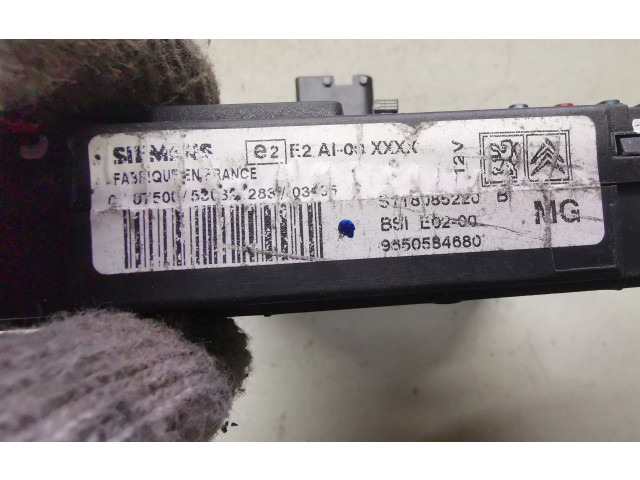 SIEMENS e2 E2 AI-00 XXXX 12V
FABRIQUE EN FRANCE
S118085220 B
BSI E02-00 MG
9650584680